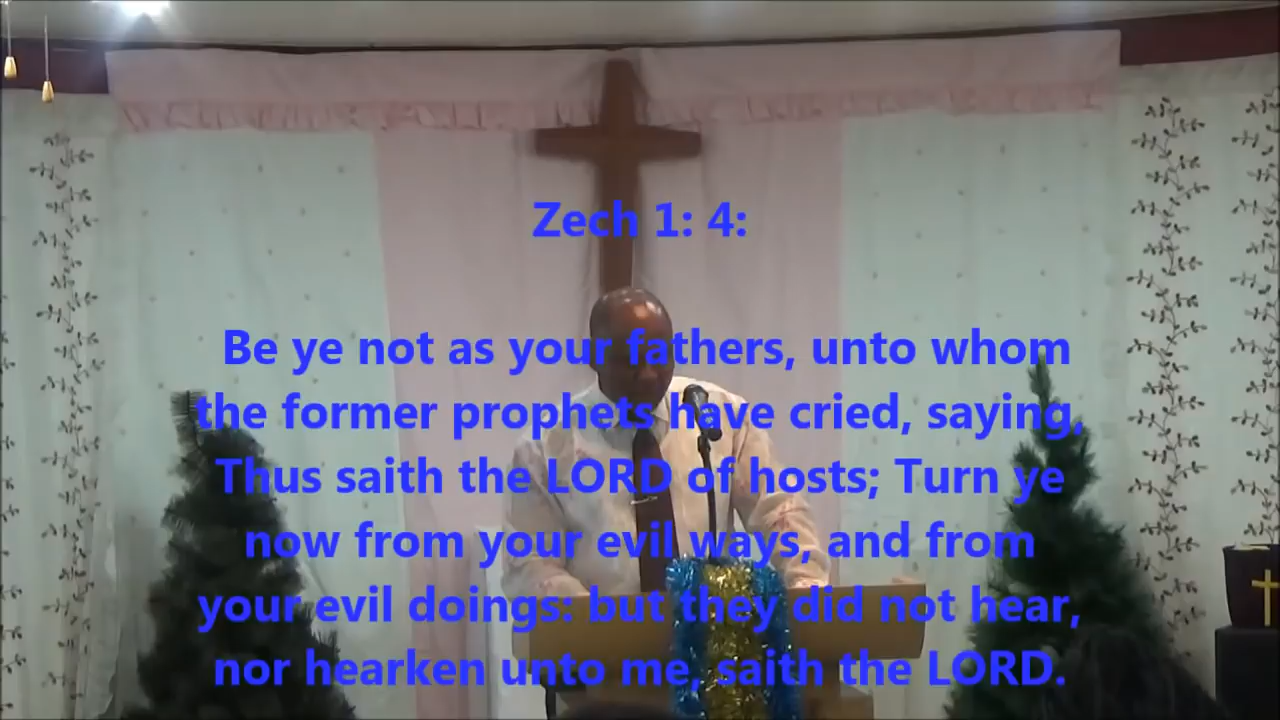 Zech 1: 4:
Be ye not as your fathers, unto whom
the former prophets have cried, saying,
Thus saith the LORD of hosts; Turn ye
now from your evil ways, and from
your evil doings: but they did not hear,
nor hearken unto me, saith the LORD.